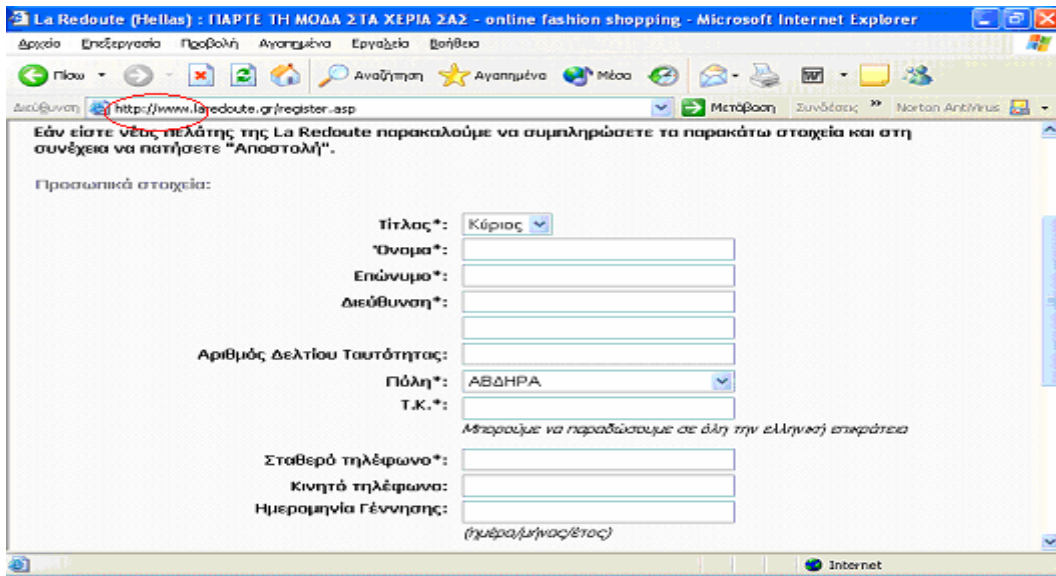 La Redoute (Hellas) : ΠΑΡΤΕ ΤΗ ΜΟΔΑ ΣΤΑ ΧΕΡΙΑ ΣΑΣ - online fashion shopping - Microsoft Internet Explorer
Αρχείο Επεξεργασία Προβολή Αγαπημένα Εργαλεία Βοήθεια
Πίσω Αναζήτηση Αγαπημένα Μέσα
Διεύθυνση http://www.laredoute.gr/register.asp Μετάβαση Συνδέσεις » Norton AntiVirus
Εάν είστε νέος πελάτης της La Redoute παρακαλούμε να συμπληρώσετε τα παρακάτω στοιχεία και στη
συνέχεια να πατήσετε "Αποστολή".
Προσωπικά στοιχεία:
Τίτλος*: Κύριος
Όνομα*:
Επώνυμο*:
Διεύθυνση*:
Αριθμός Δελτίου Ταυτότητας:
Πόλη*: ΑΒΔΗΡΑ
Τ.Κ.*:
Μπορούμε να παραδώσουμε σε όλη την ελληνική επικράτεια
Σταθερό τηλέφωνο*:
Κινητό τηλέφωνο:
Ημερομηνία Γέννησης:
(ημέρα/μήνας/έτος)
Internet